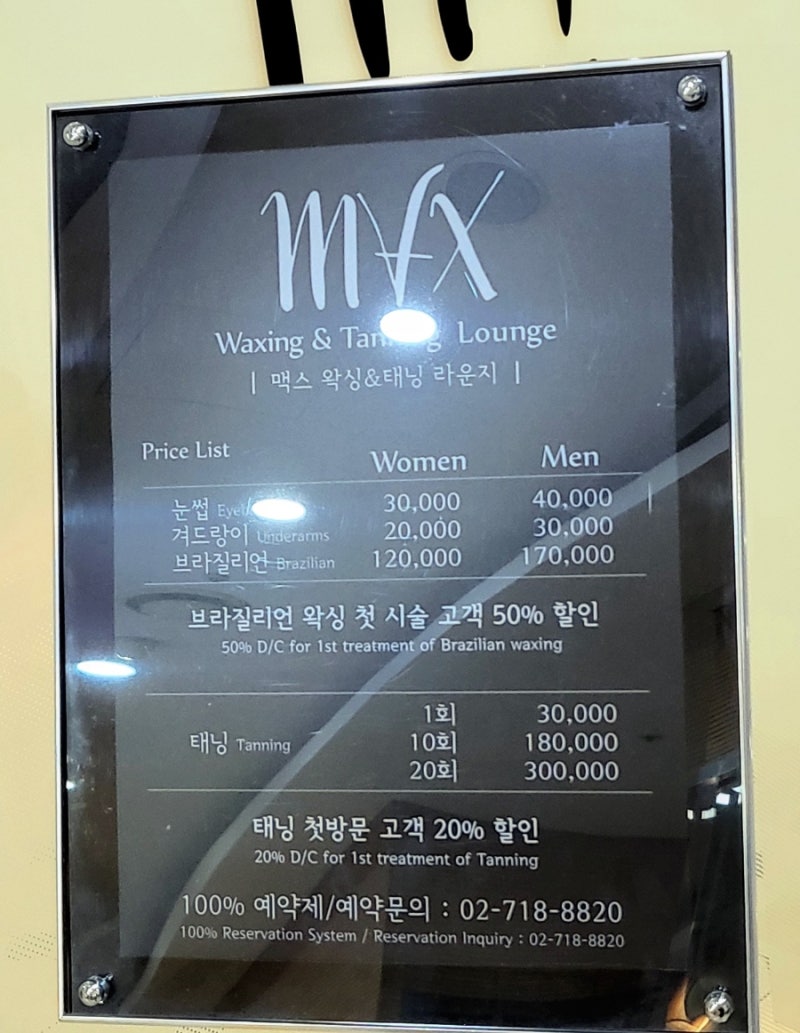 MAX
Waxing & Lounge
| 맥스 왁싱&태닝 라운지 |
Price List
Women Men
눈썹 30,000 40,000
겨드랑이 Underarms 20,000 30,000
브라질리언 Brazilian 120,000 170,000
브라질리언 왁싱 첫 시술 고객 50% 할인
50% D/C for 1st treatment of Brazilian waxing
1회 30,000
태닝 Tanning 10회 180,000
20회 300,000
태닝 첫방문 고객 20% 할인
20% D/C for 1st treatment of Tanning
100% 예약제/예약문의 : 02-718-8820
100% Reservation System / Reservation Inquiry : 02-718-8820